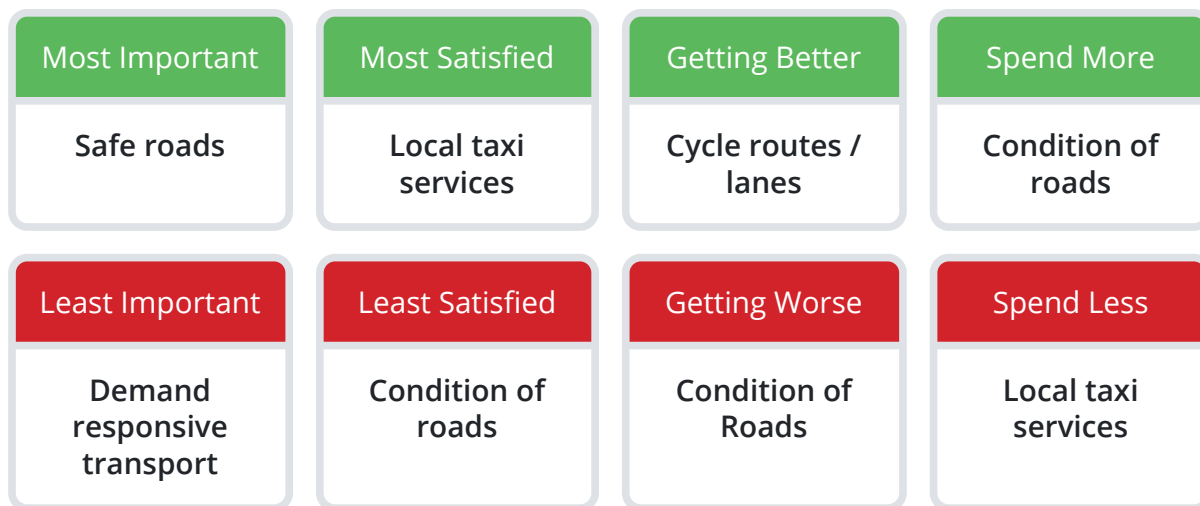 Most Important
Safe roads
Most Satisfied
Local taxi
services
Getting Better
Cycle routes /
lanes
Spend More
Condition of
roads
Least Important
Demand
responsive
transport
Least Satisfied
Condition of
roads
Getting Worse
Condition of
Roads
Spend Less
Local taxi
services